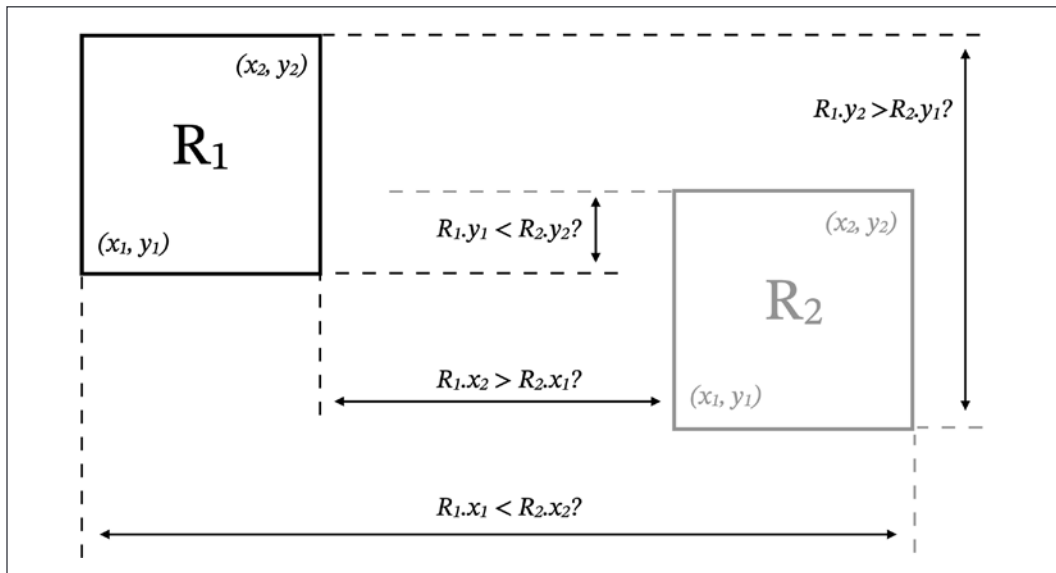 (x₂, y₂)
R₁
(x₁, y₁)
R₁.y₂ >R₂.y₁?
R₁.y₁ < R₂.y₂?
(x₂, y₂)
R₂
(x₁, y₁)
R₁.x₂ > R₂.x₁?
R₁.x₁ < R₂.x₂?